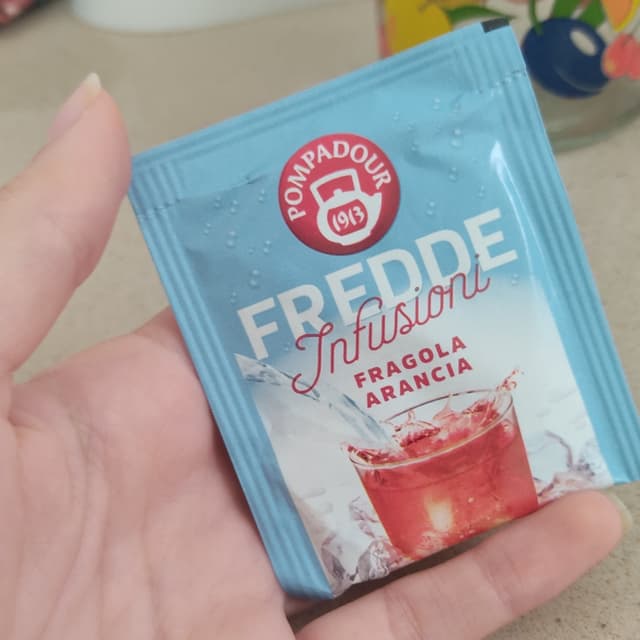 POMPADOUR
1913
FREDDE
Infusioni
FRAGOLA
ARANCIA